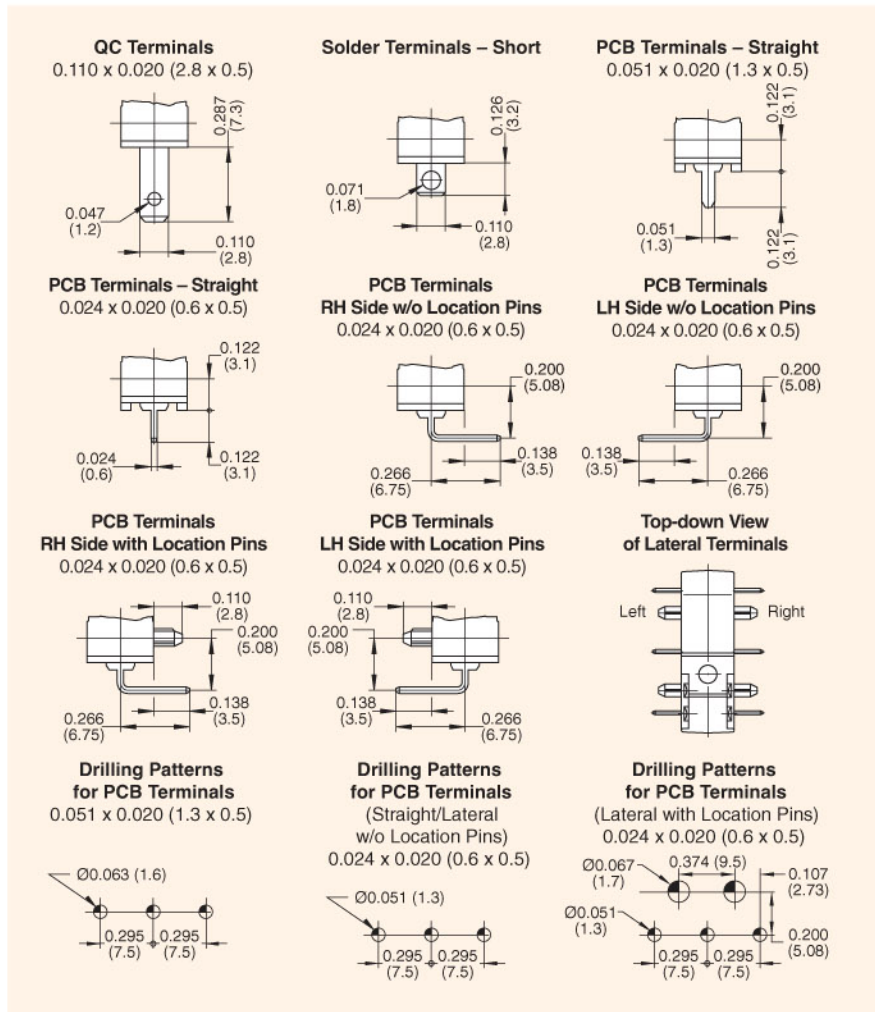 QC Terminals
0.110 x 0.020 (2.8 x 0.5)
0.287
(7.3)
0.047
(1.2)
0.110
(2.8)
Solder Terminals – Short
0.126
(3.2)
0.071
(1.8)
0.110
(2.8)
PCB Terminals – Straight
0.051 x 0.020 (1.3 x 0.5)
0.122
(3.1)
0.051
(1.3)
0.122
(3.1)
PCB Terminals – Straight
0.024 x 0.020 (0.6 x 0.5)
0.122
(3.1)
0.024
(0.6)
0.122
(3.1)
PCB Terminals
RH Side w/o Location Pins
0.024 x 0.020 (0.6 x 0.5)
0.200
(5.08)
0.138
(3.5)
0.266
(6.75)
PCB Terminals
LH Side w/o Location Pins
0.024 x 0.020 (0.6 x 0.5)
0.200
(5.08)
0.138
(3.5)
0.266
(6.75)
PCB Terminals
RH Side with Location Pins
0.024 x 0.020 (0.6 x 0.5)
0.110
(2.8)
0.200
(5.08)
0.138
(3.5)
0.266
(6.75)
PCB Terminals
LH Side with Location Pins
0.024 x 0.020 (0.6 x 0.5)
0.110
(2.8)
0.200
(5.08)
0.138
(3.5)
0.266
(6.75)
Top-down View
of Lateral Terminals
Left
Right
Drilling Patterns
for PCB Terminals
0.051 x 0.020 (1.3 x 0.5)
Ø0.063 (1.6)
0.295 0.295
(7.5) (7.5)
Drilling Patterns
for PCB Terminals
(Straight/Lateral
w/o Location Pins)
0.024 x 0.020 (0.6 x 0.5)
Ø0.051 (1.3)
0.295 0.295
(7.5) (7.5)
Drilling Patterns
for PCB Terminals
(Lateral with Location Pins)
0.024 x 0.020 (0.6 x 0.5)
Ø0.067
(1.7)
0.374 (9.5)
0.107
(2.73)
Ø0.051
(1.3)
0.200
(5.08)
0.295 0.295
(7.5) (7.5)